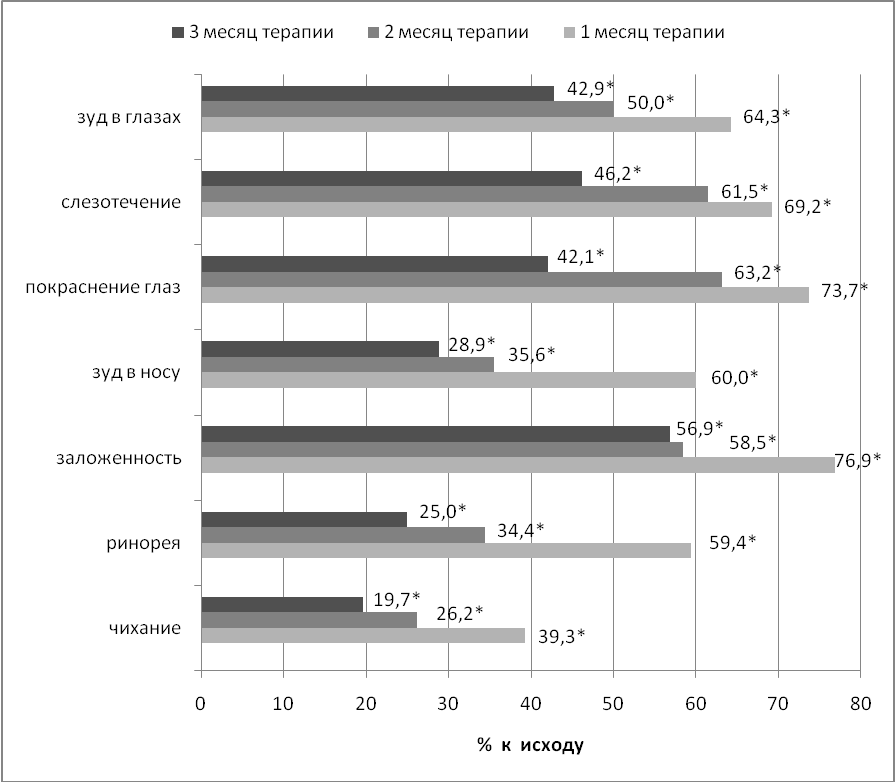 3 месяц терапии 2 месяц терапии 1 месяц терапии
зуд в глазах
42,9*
50,0*
64,3*
слезотечение
46,2*
61,5*
69,2*
покраснение глаз
42,1*
63,2*
73,7*
зуд в носу
28,9*
35,6*
60,0*
заложенность
56,9*
58,5*
76,9*
ринорея
25,0*
34,4*
59,4*
чихание
19,7*
26,2*
39,3*
0 10 20 30 40 50 60 70 80
% к исходу